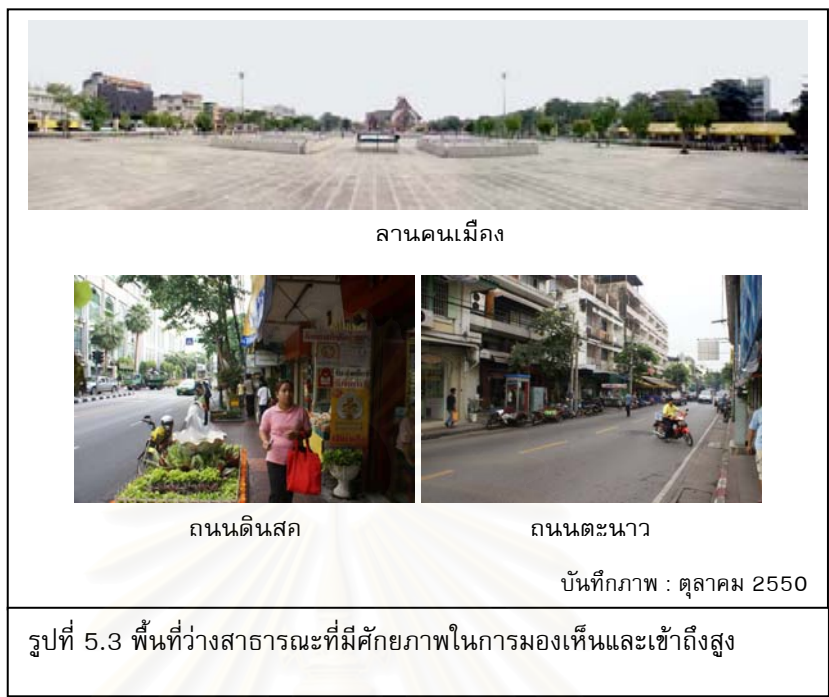 ลานคนเมือง
ถนนดินสอ
ถนนตะนาว
บันทึกภาพ : ตุลาคม 2550
รูปที่ 5.3 พื้นที่ว่างสาธารณะที่มีศักยภาพในการมองเห็นและเข้าถึงสูง